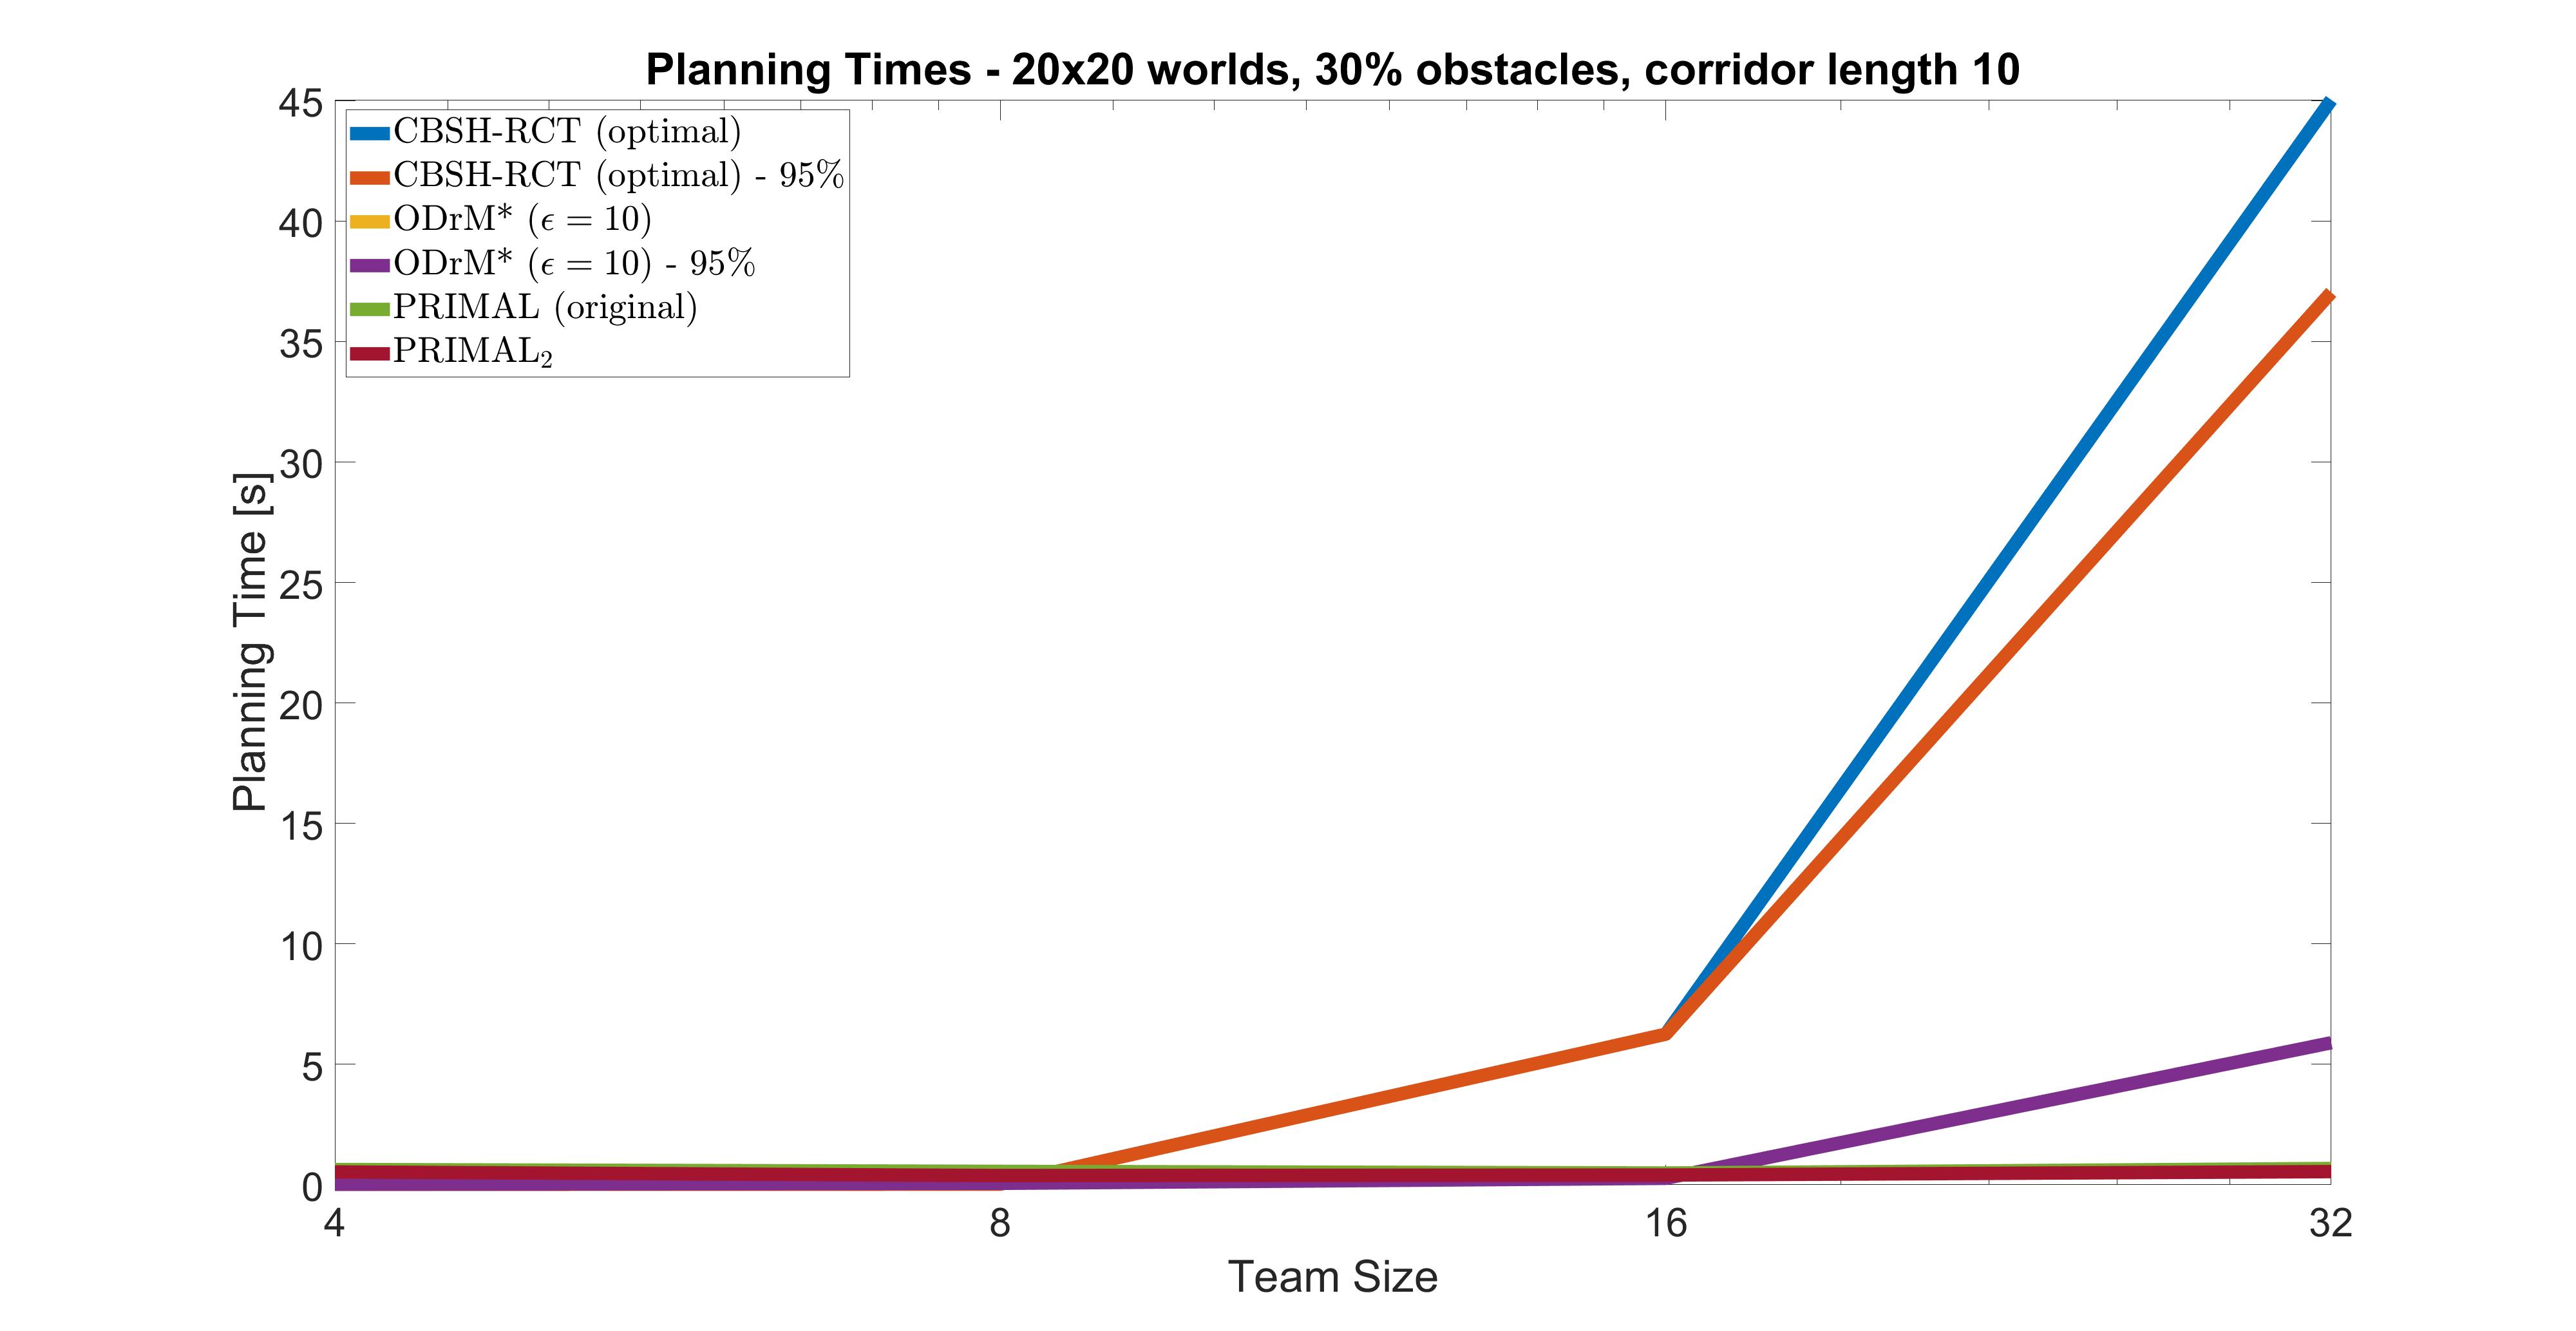 Planning Times - 20x20 worlds, 30% obstacles, corridor length 10
45
40
35
30
25
20
15
10
5
0
Planning Time [s]
CBSH-RCT (optimal)
CBSH-RCT (optimal) - 95%
ODrM* (ϵ = 10)
ODrM* (ϵ = 10) - 95%
PRIMAL (original)
PRIMAL₂
4 8 16 32
Team Size